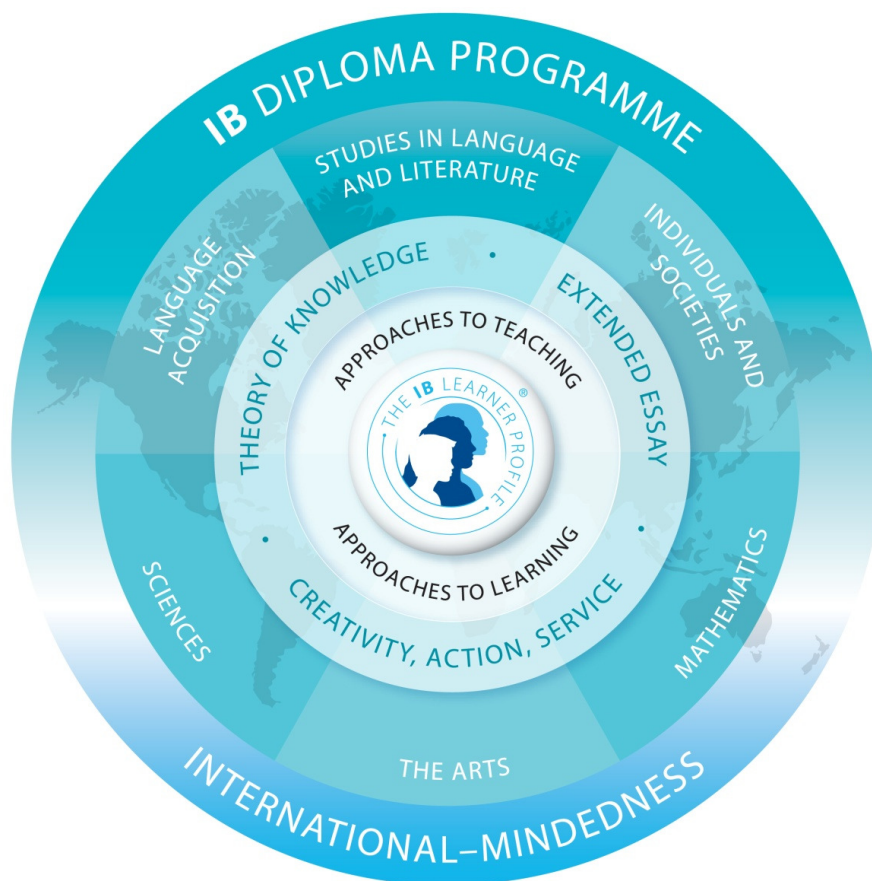 IB DIPLOMA PROGRAMME
STUDIES IN LANGUAGE
AND LITERATURE
LANGUAGE
ACQUISITION
INDIVIDUALS AND
SOCIETIES
THEORY OF KNOWLEDGE
EXTENDED ESSAY
APPROACHES TO TEACHING
THE IB LEARNER PROFILE®
APPROACHES TO LEARNING
CREATIVITY, ACTION, SERVICE
SCIENCES
MATHEMATICS
THE ARTS
INTERNATIONAL–MINDEDNESS